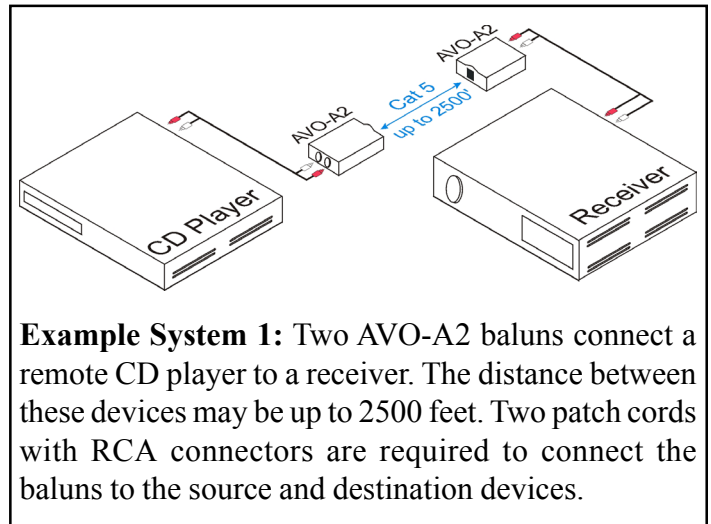 AVO-A2
Cat 5
up to 2500'
AVO-A2
CD Player
Receiver
Example System 1: Two AVO-A2 baluns connect a
remote CD player to a receiver. The distance between
these devices may be up to 2500 feet. Two patch cords
with RCA connectors are required to connect the
baluns to the source and destination devices.